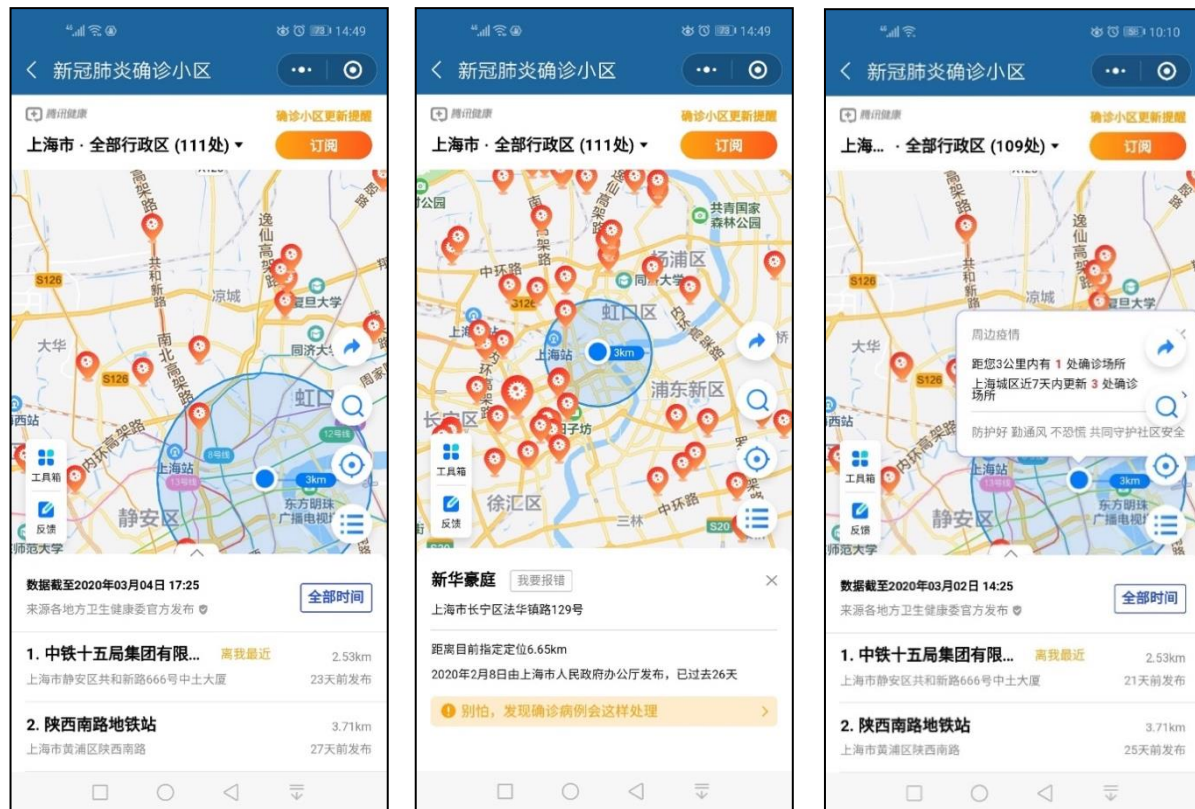 14:49
新冠肺炎确诊小区
腾讯健康
确诊小区更新提醒
上海市 · 全部行政区 (111处)
订阅
高架路
逸仙高架路
S126
共和新路
凉城
复旦大学
大华
南北高架路
同济大
S126
虹口
内环高架路
12号线
8号线
上海站
13号线
3km
工具箱
东方明珠
广播电视
反馈
静安区
师范大学
数据截至2020年03月04日 17:25
来源各地方卫生健康委官方发布
全部时间
1. 中铁十五局集团有限...
离我最近
2.53km
上海市静安区共和新路666号中土大厦
23天前发布
2. 陕西南路地铁站
3.71km
上海市黄浦区陕西南路
27天前发布
14:49
新冠肺炎确诊小区
腾讯健康
确诊小区更新提醒
上海市 · 全部行政区 (111处)
订阅
逸仙高架路
共青国家
森林公园
中环路
杨浦区
虹口区
上海站
3km
内环高架路
浦东新区
田子坊
工具箱
徐汇区
三林
中环路
反馈
S20
S20
新华豪庭
我要报错
上海市长宁区法华镇路129号
距离目前指定定位6.65km
2020年2月8日由上海市人民政府办公厅发布，已过去26天
别怕，发现确诊病例会这样处理
10:10
新冠肺炎确诊小区
腾讯健康
确诊小区更新提醒
上海... · 全部行政区 (109处)
订阅
高架路
逸仙高架路
S126
共和新路
凉城
复旦大学
大华
周边疫情
距您3公里内有 1 处确诊场所
上海城区近7天内更新 3 处确诊场所
防护好 勤通风 不恐慌 共同守护社区安全
S126
上海站
13号线
3km
工具箱
东方明珠
广播电视
反馈
静安区
师范大学
数据截至2020年03月02日 14:25
来源各地方卫生健康委官方发布
全部时间
1. 中铁十五局集团有限...
离我最近
2.53km
上海市静安区共和新路666号中土大厦
21天前发布
2. 陕西南路地铁站
3.71km
上海市黄浦区陕西南路
25天前发布